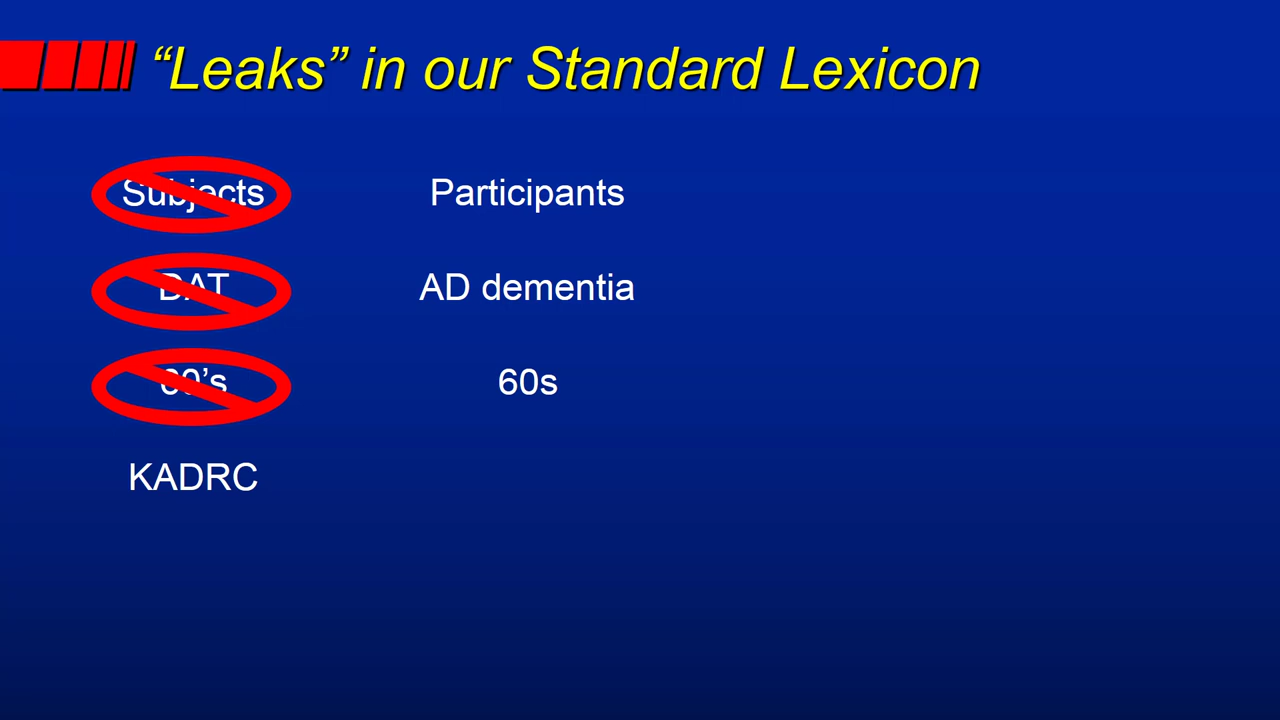 “Leaks” in our Standard Lexicon
Subjects Participants
DAT AD dementia
60’s 60s
KADRC